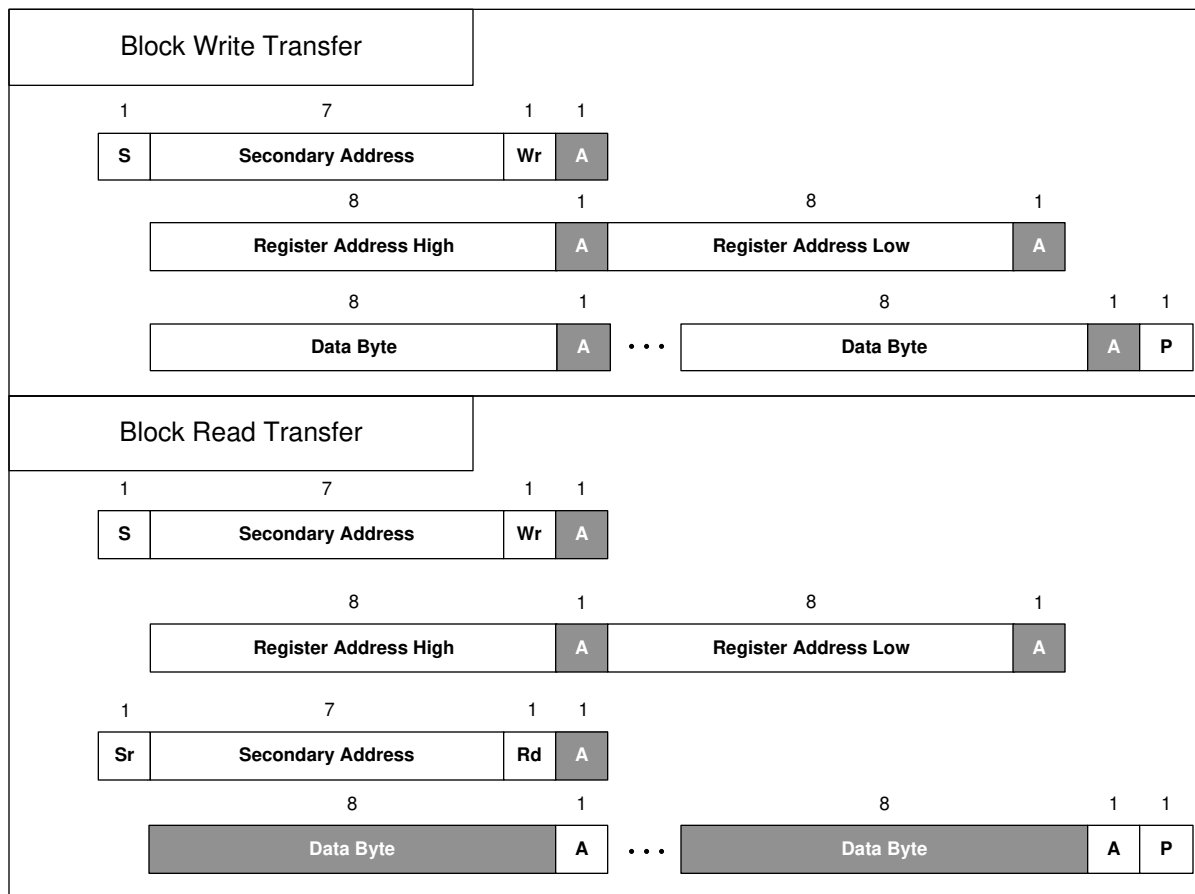 Block Write Transfer
1 7 1 1
S Secondary Address Wr A
8 1 8 1
Register Address High A Register Address Low A
8 1 8 1 1
Data Byte A ... Data Byte A P
Block Read Transfer
1 7 1 1
S Secondary Address Wr A
8 1 8 1
Register Address High A Register Address Low A
1 7 1 1
Sr Secondary Address Rd A
8 1 8 1 1
Data Byte A ... Data Byte A P